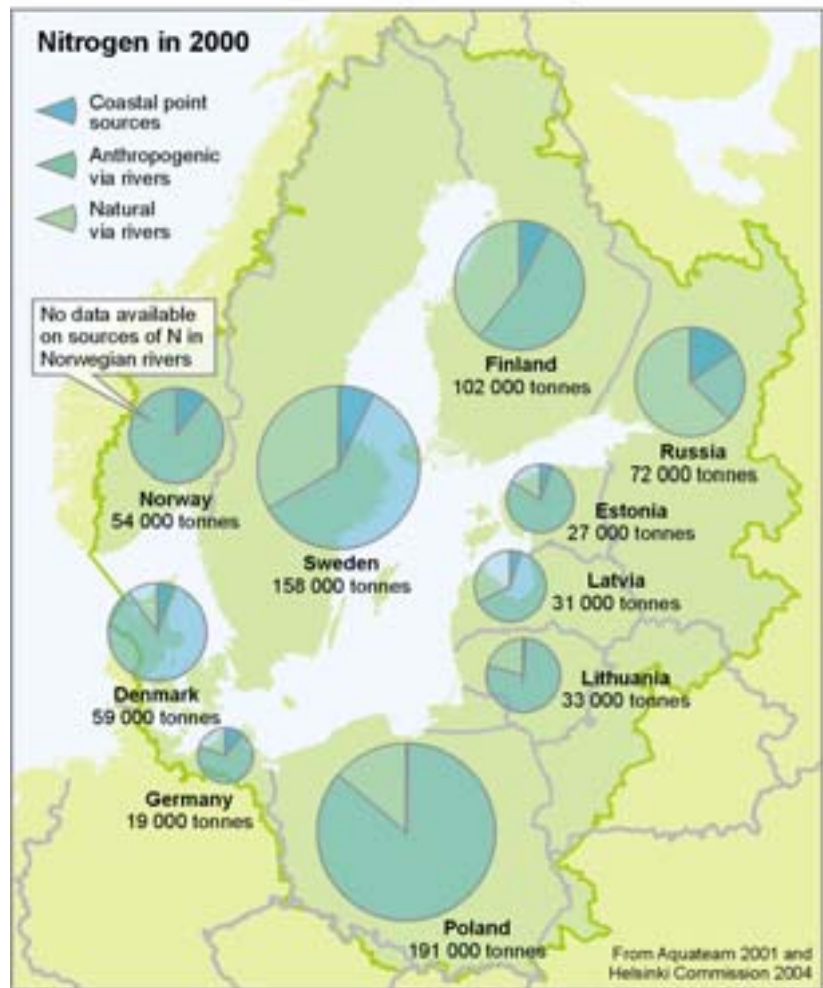 Nitrogen in 2000
Coastal point
sources
Anthropogenic
via rivers
Natural
via rivers
No data available
on sources of N in
Norwegian rivers
Finland
102 000 tonnes
Russia
72 000 tonnes
Norway
54 000 tonnes
Estonia
27 000 tonnes
Sweden
158 000 tonnes
Latvia
31 000 tonnes
Lithuania
33 000 tonnes
Denmark
59 000 tonnes
Germany
19 000 tonnes
Poland
191 000 tonnes
From Aquateam 2001 and
Helsinki Commission 2004